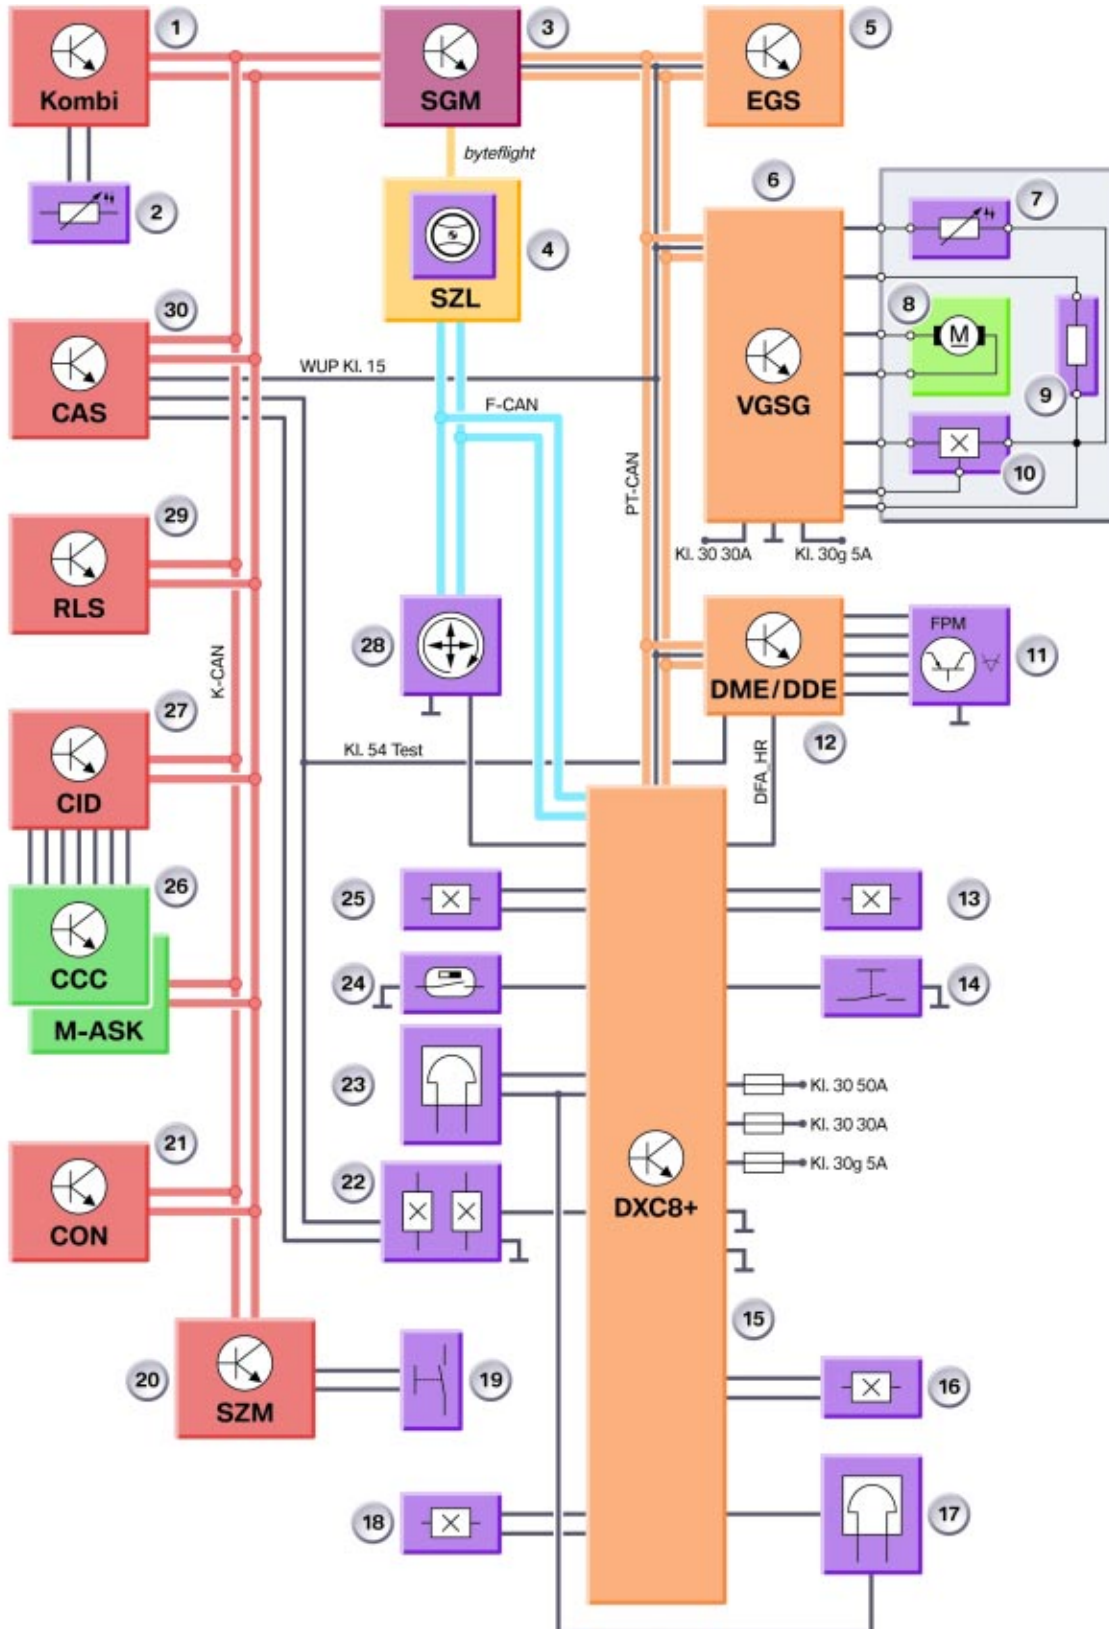 1
3
5
Kombi
SGM
EGS
byteflight
6
2
7
4
SZL
30
8
M
WUP Kl. 15
CAS
VGSG
9
F-CAN
10
PT-CAN
29
RLS
Kl. 30 30A
Kl. 30g 5A
28
FPM
11
K-CAN
DME/DDE
27
12
Kl. 54 Test
DFA_HR
CID
26
25
13
CCC
24
14
M-ASK
23
Kl. 30 50A
Kl. 30 30A
21
Kl. 30g 5A
22
DXC8+
CON
15
20
19
16
SZM
18
17